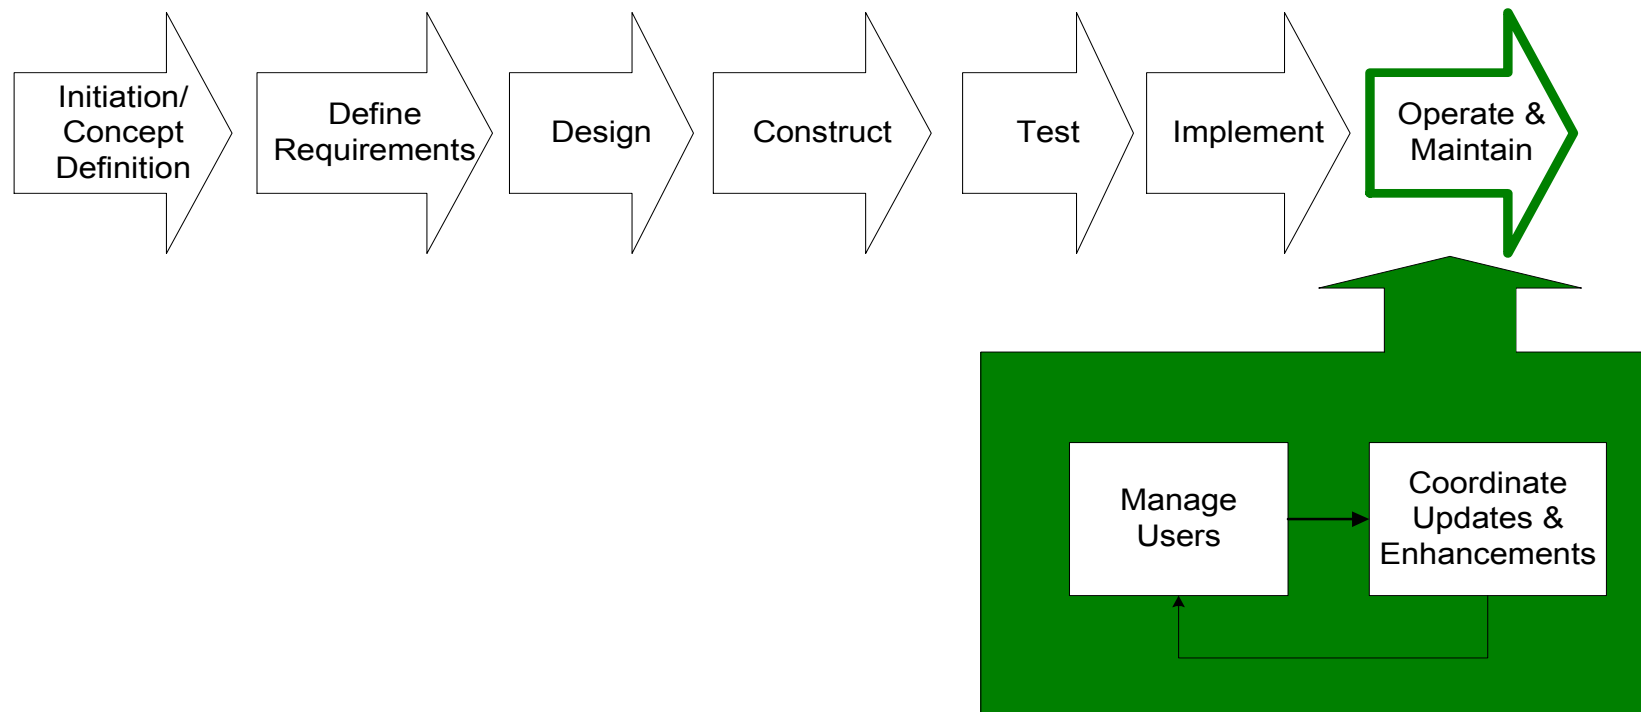 Initiation/
Concept
Definition
Define
Requirements
Design
Construct
Test
Implement
Operate &
Maintain
Manage
Users
Coordinate
Updates &
Enhancements